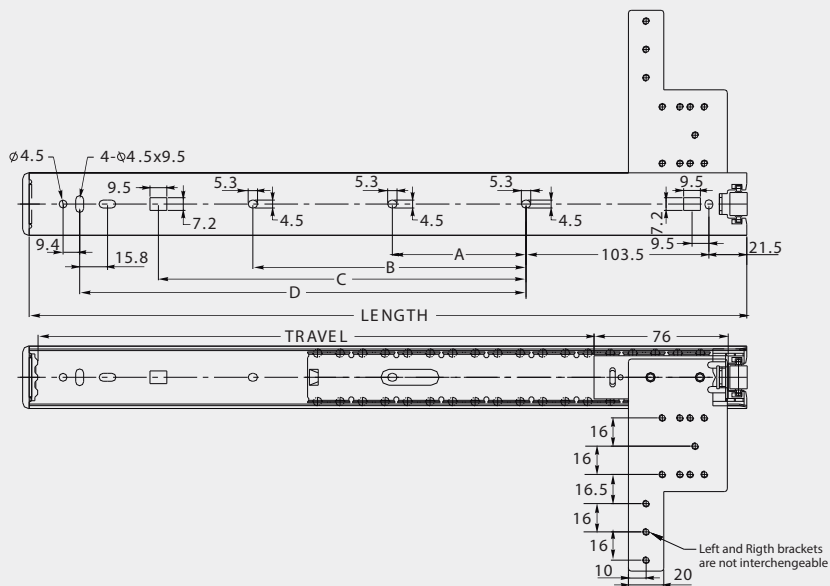 Ø4.5
4-Ø4.5x9.5
9.5
5.3
5.3
5.3
9.5
7.2
4.5
4.5
4.5
7.2
9.4
15.8
9.5
A
103.5
21.5
B
C
D
LENGTH
TRAVEL
76
16
16
16.5
16
16
10
20
Left and Rigth brackets
are not interchengeable